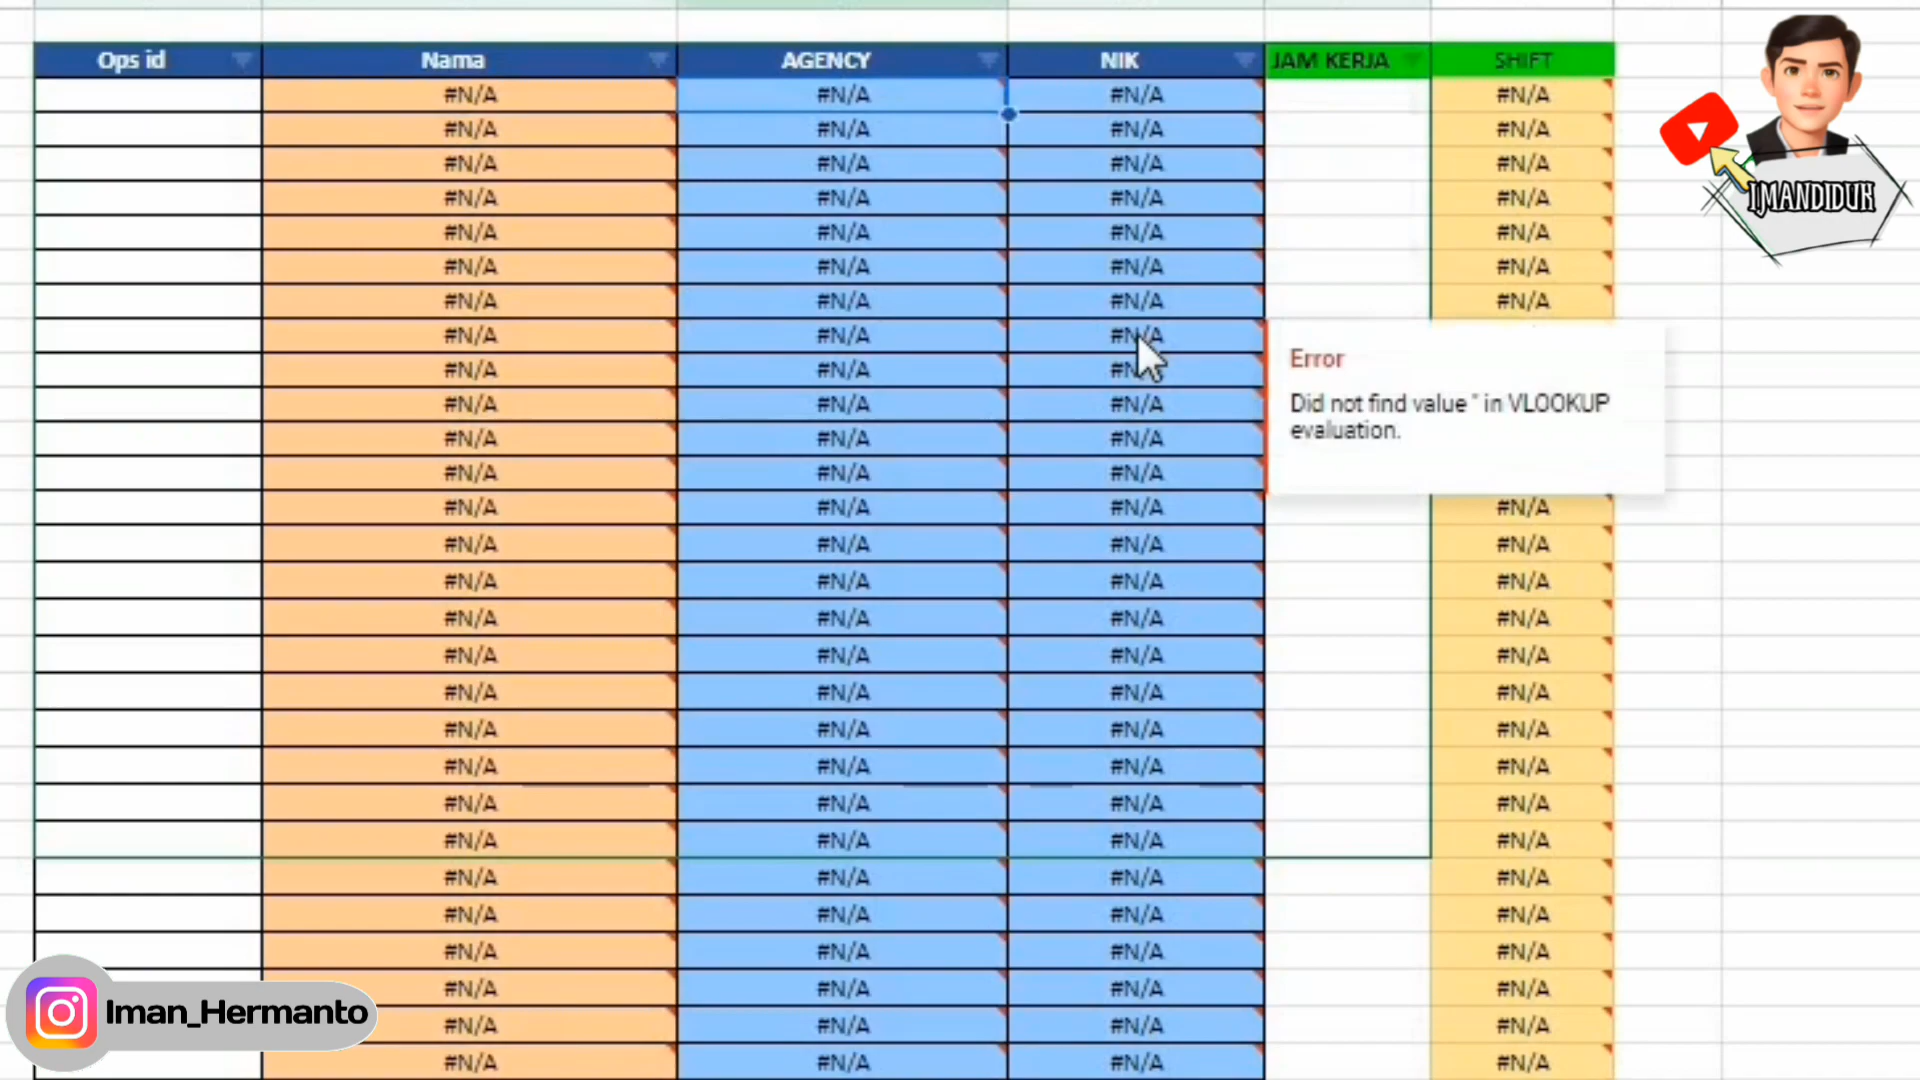 Ops id Nama AGENCY NIK JAM KERJA SHIFT
#N/A #N/A #N/A #N/A
#N/A #N/A #N/A #N/A
#N/A #N/A #N/A #N/A
#N/A #N/A #N/A #N/A
IMANDIDUK
#N/A #N/A #N/A #N/A
#N/A #N/A #N/A #N/A
#N/A #N/A #N/A #N/A
#N/A #N/A #N/A
Error
#N/A #N/A #N/A
Did not find value '' in VLOOKUP
evaluation.
#N/A #N/A #N/A
#N/A #N/A #N/A
#N/A #N/A #N/A
#N/A #N/A #N/A #N/A
#N/A #N/A #N/A #N/A
#N/A #N/A #N/A #N/A
#N/A #N/A #N/A #N/A
#N/A #N/A #N/A #N/A
#N/A #N/A #N/A #N/A
#N/A #N/A #N/A #N/A
#N/A #N/A #N/A #N/A
#N/A #N/A #N/A #N/A
#N/A #N/A #N/A #N/A
#N/A #N/A #N/A #N/A
#N/A #N/A #N/A #N/A
#N/A #N/A #N/A #N/A
#N/A #N/A #N/A #N/A
Iman_Hermanto
#N/A #N/A #N/A #N/A
#N/A #N/A #N/A #N/A